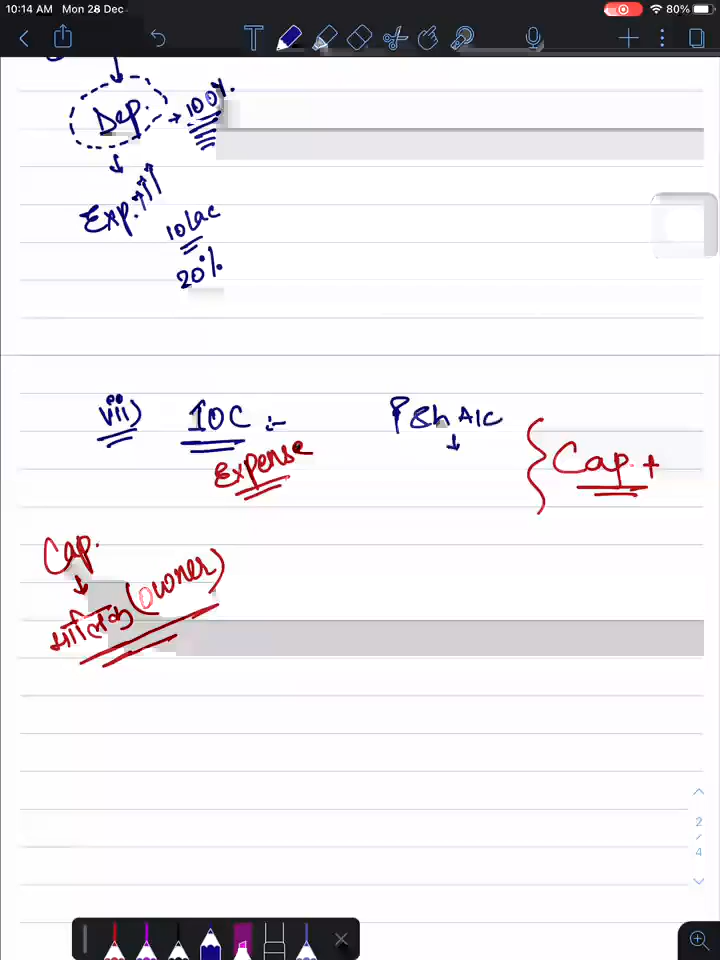 10:14 AM Mon 28 Dec
80%
Dep. → 100%.
Exp.
10 Lac
20%
vii) IOC :-
Expense
Cap. +
Cap.
मालिक (owner)
2
/
4